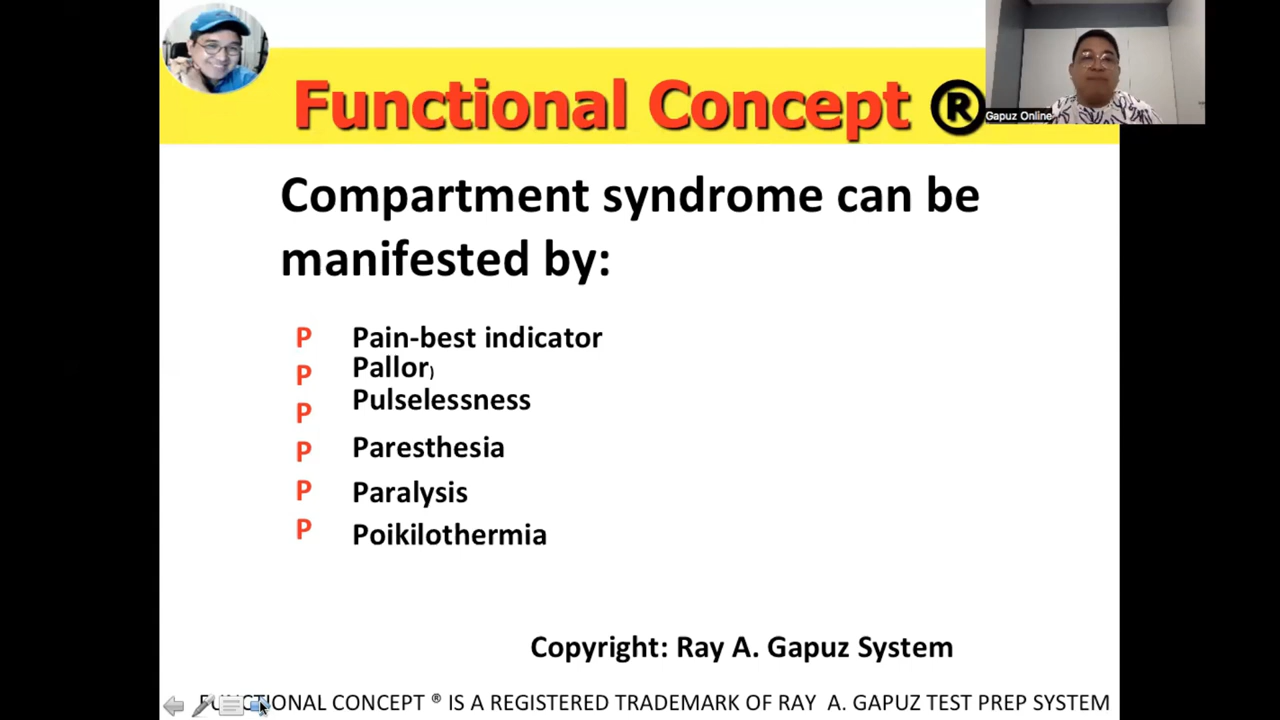 Functional Concept ®
Gapuz Online
Compartment syndrome can be
manifested by:
P Pain-best indicator
P Pallor)
P Pulselessness
P Paresthesia
P Paralysis
P Poikilothermia
Copyright: Ray A. Gapuz System
FUNCTIONAL CONCEPT ® IS A REGISTERED TRADEMARK OF RAY A. GAPUZ TEST PREP SYSTEM